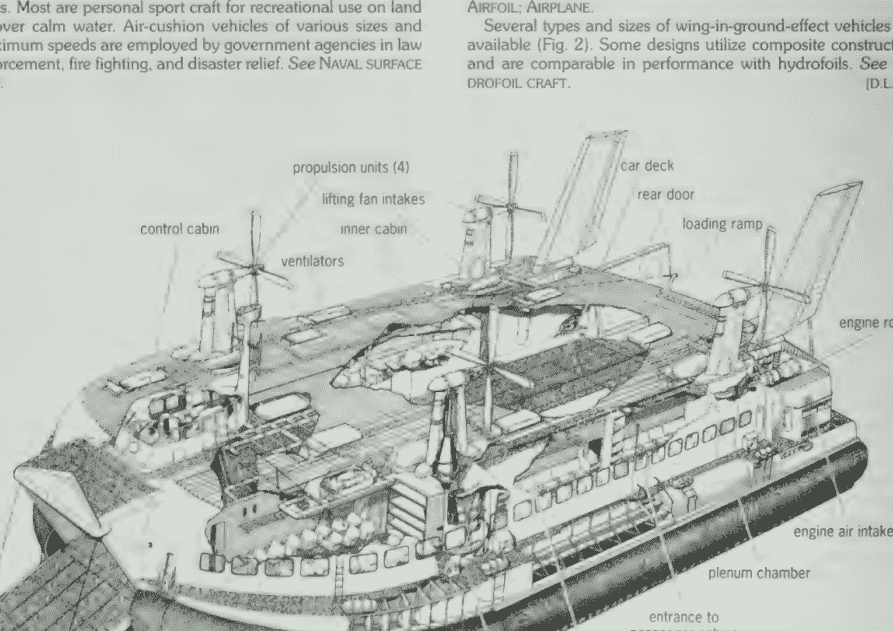 s. Most are personal sport craft for recreational use on land
over calm water. Air-cushion vehicles of various sizes and
ximum speeds are employed by government agencies in law
orcement, fire fighting, and disaster relief. See NAVAL SURFACE
AIRFOIL; AIRPLANE.
Several types and sizes of wing-in-ground-effect vehicles
available (Fig. 2). Some designs utilize composite construct
and are comparable in performance with hydrofoils. See
DROFOIL CRAFT. [D.L.
propulsion units (4)
car deck
lifting fan intakes
rear door
control cabin
inner cabin
loading ramp
ventilators
engine ro
engine air intake
plenum chamber
entrance to